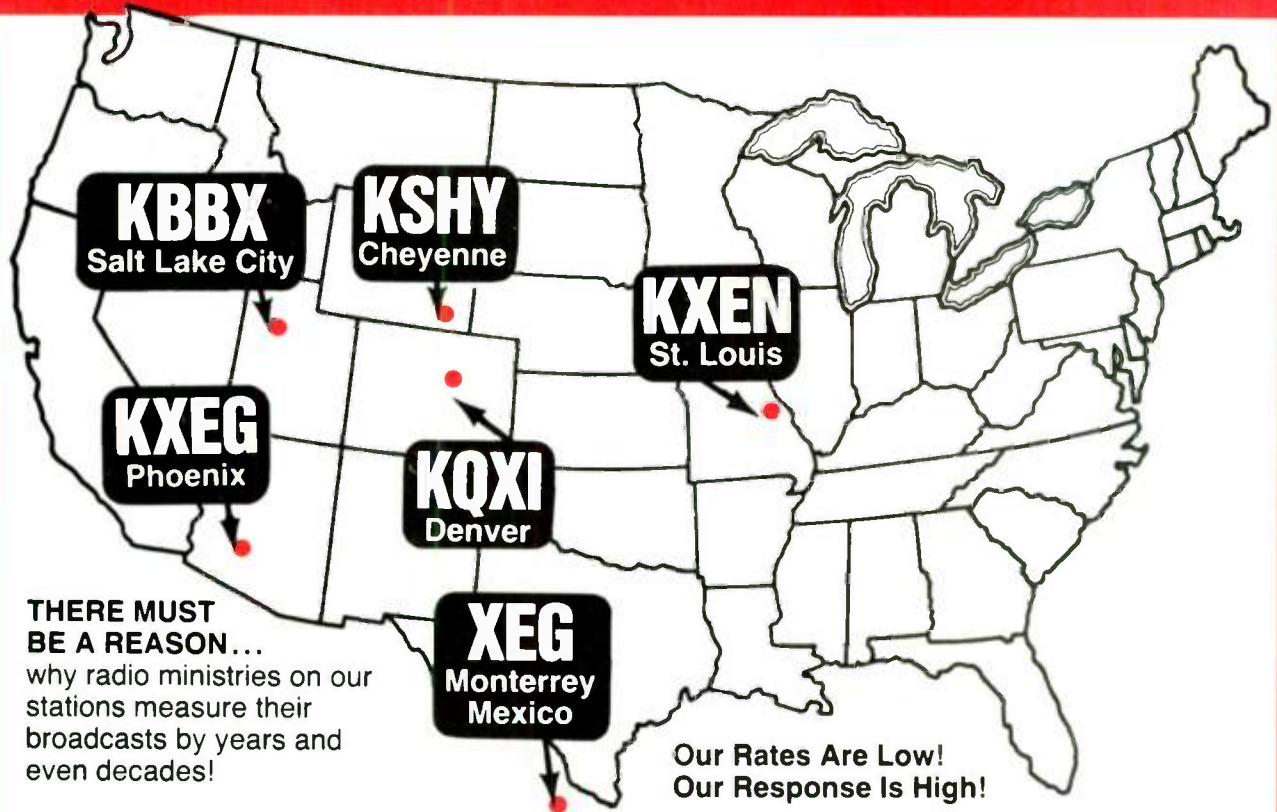 KBBX
Salt Lake City
KSHY
Cheyenne
KXEN
St. Louis
KXEG
Phoenix
KQXI
Denver
XEG
Monterrey
Mexico
THERE MUST
BE A REASON...
why radio ministries on our
stations measure their
broadcasts by years and
even decades!
Our Rates Are Low!
Our Response Is High!